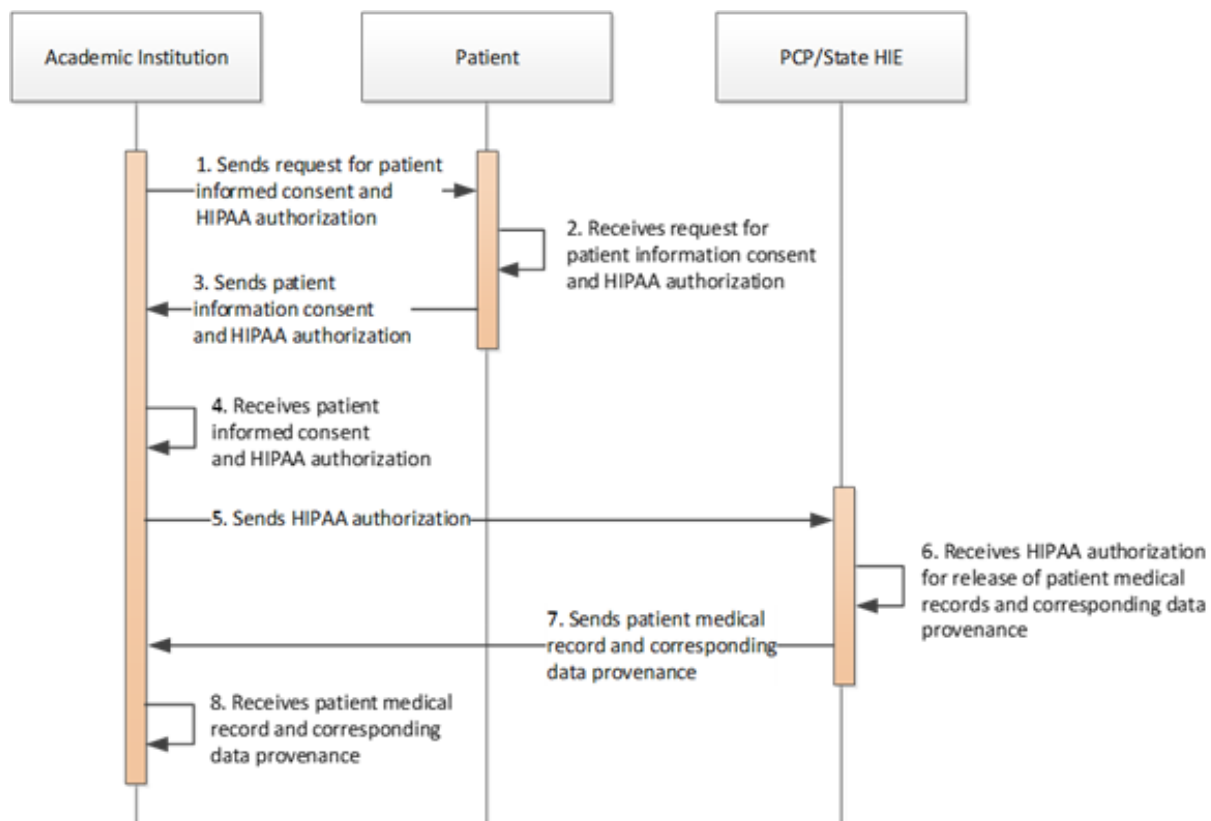 Academic Institution
Patient
PCP/State HIE
1. Sends request for patient
informed consent and
HIPAA authorization
2. Receives request for
patient information consent
and HIPAA authorization
3. Sends patient
information consent
and HIPAA authorization
4. Receives patient
informed consent
and HIPAA authorization
5. Sends HIPAA authorization
6. Receives HIPAA authorization
for release of patient medical
records and corresponding data
provenance
7. Sends patient medical
record and corresponding
data provenance
8. Receives patient medical
record and corresponding
data provenance